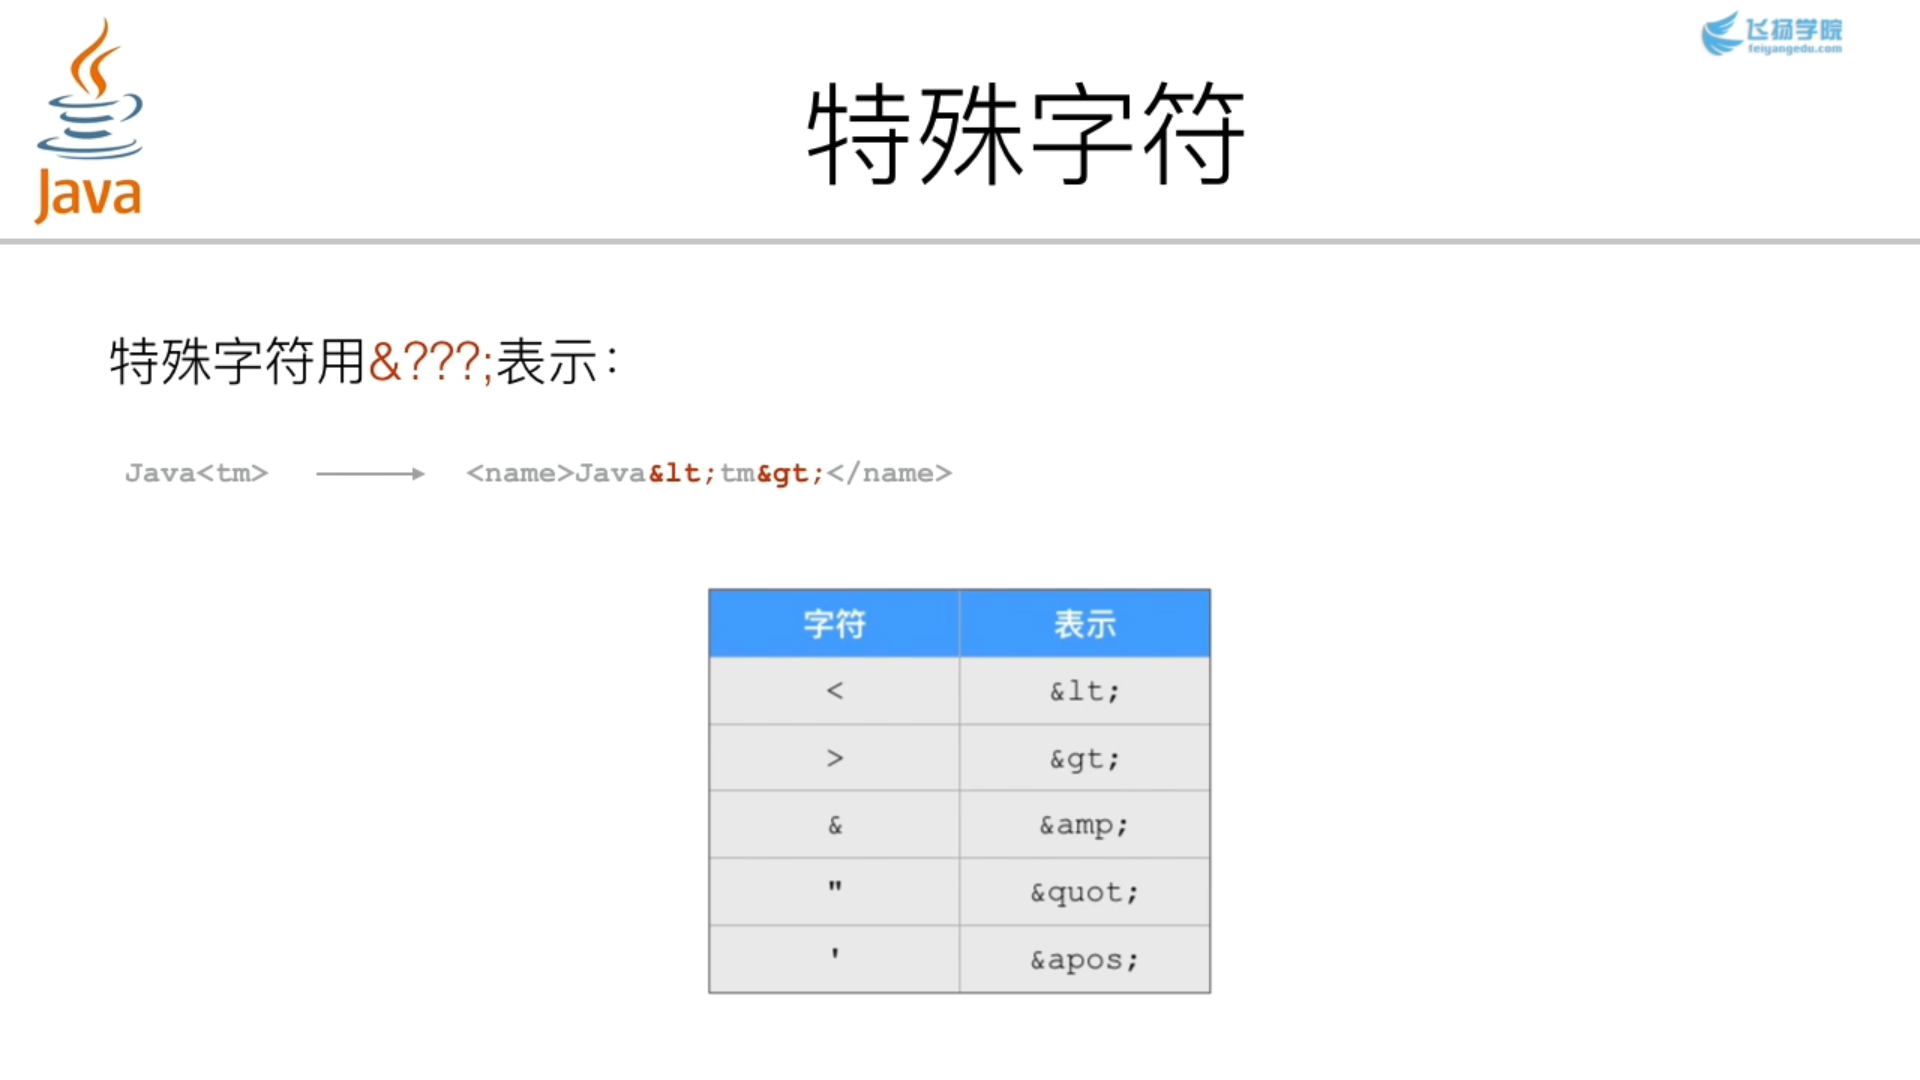 飞扬学院
feiyangedu.com
Java
特殊字符
特殊字符用&???;表示：
Java<tm> <name>Java&lt;tm&gt;</name>
字符 表示
< &lt;
> &gt;
& &amp;
" &quot;
' &apos;